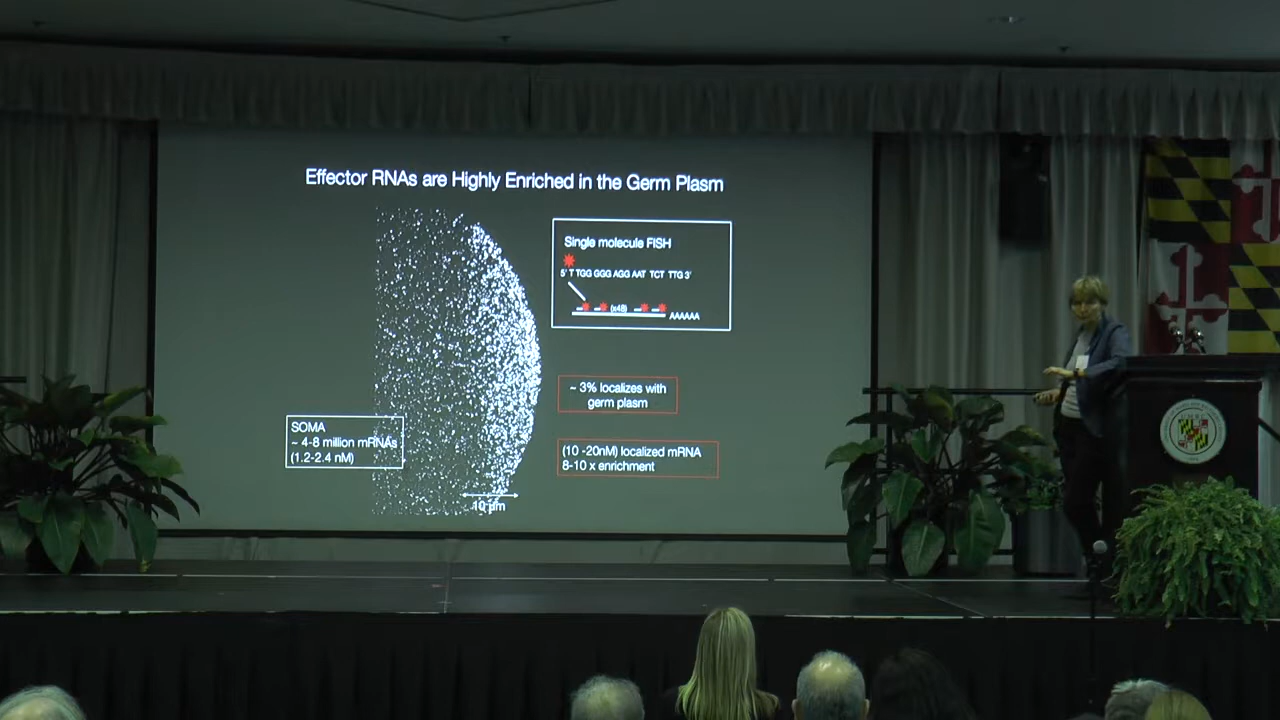 Effector RNAs are Highly Enriched in the Germ Plasm
Single molecule FISH
5' T TGG GGG AGG AAT TCT TTG 3'
(x48)
AAAAAA
~ 3% localizes with
germ plasm
SOMA
~ 4-8 million mRNAs
(1.2-2.4 nM)
(10 -20nM) localized mRNA
8-10 x enrichment
10 µm